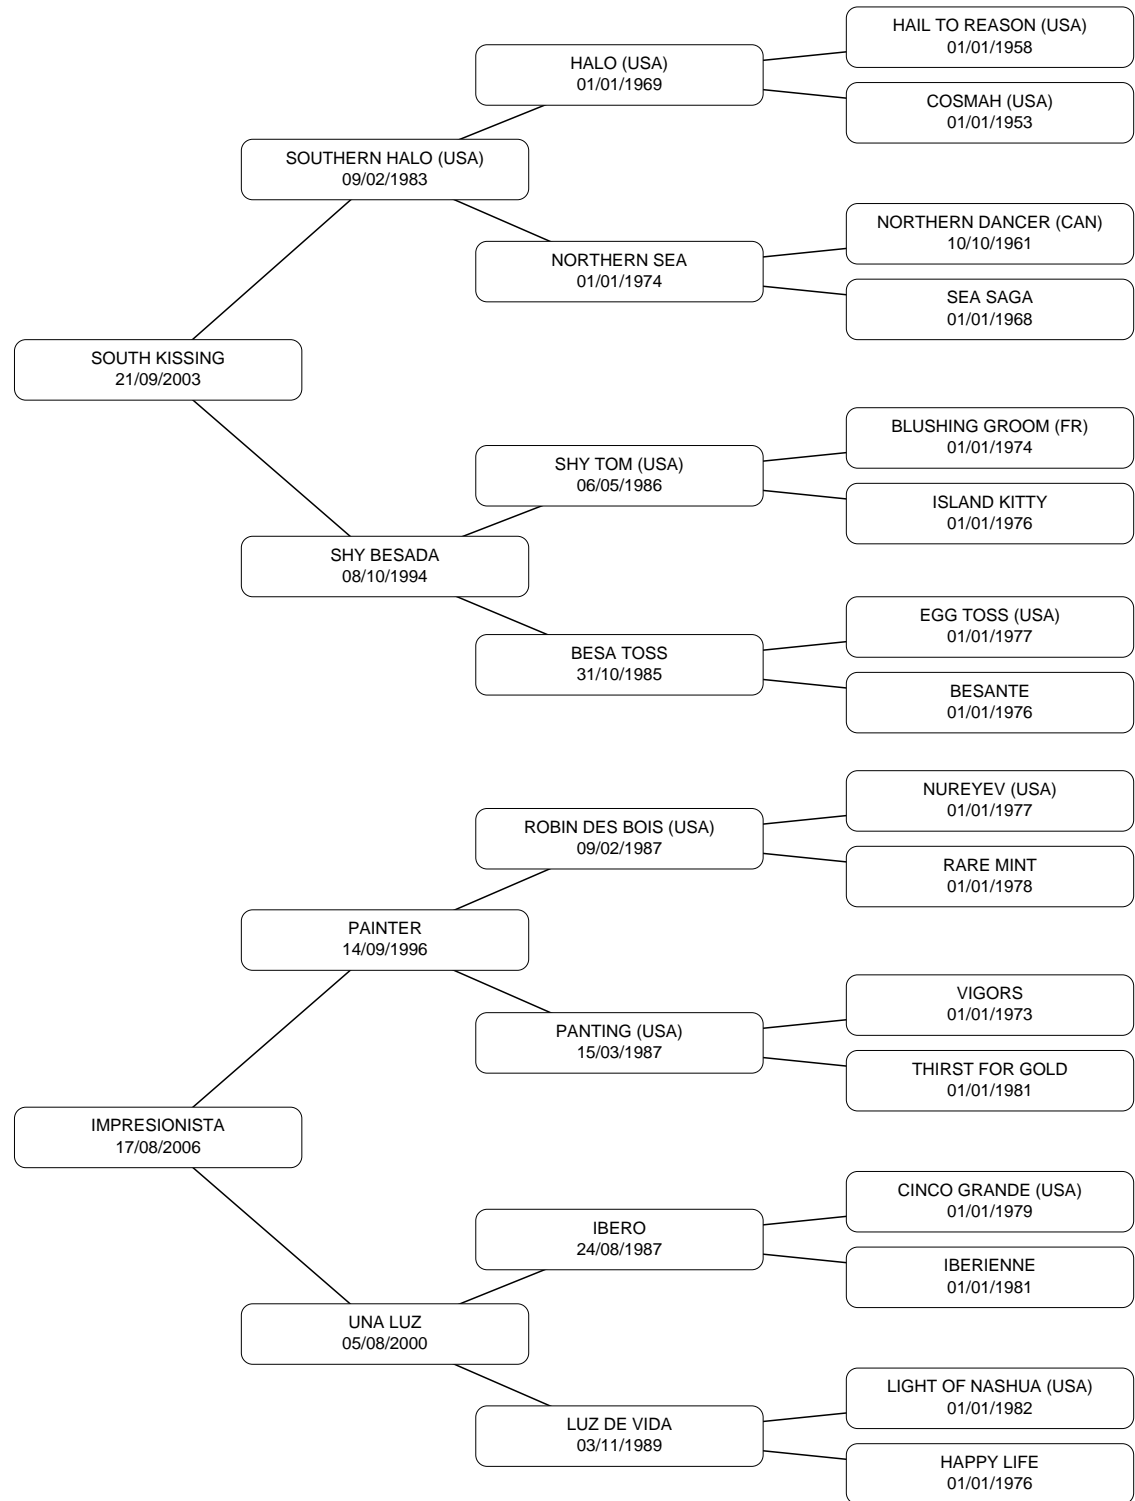 HAIL TO REASON (USA)
01/01/1958
HALO (USA)
01/01/1969
COSMAH (USA)
01/01/1953
SOUTHERN HALO (USA)
09/02/1983
NORTHERN DANCER (CAN)
10/10/1961
NORTHERN SEA
01/01/1974
SEA SAGA
01/01/1968
SOUTH KISSING
21/09/2003
BLUSHING GROOM (FR)
01/01/1974
SHY TOM (USA)
06/05/1986
ISLAND KITTY
01/01/1976
SHY BESADA
08/10/1994
EGG TOSS (USA)
01/01/1977
BESA TOSS
31/10/1985
BESANTE
01/01/1976
NUREYEV (USA)
01/01/1977
ROBIN DES BOIS (USA)
09/02/1987
RARE MINT
01/01/1978
PAINTER
14/09/1996
VIGORS
01/01/1973
PANTING (USA)
15/03/1987
THIRST FOR GOLD
01/01/1981
IMPRESIONISTA
17/08/2006
CINCO GRANDE (USA)
01/01/1979
IBERO
24/08/1987
IBERIENNE
01/01/1981
UNA LUZ
05/08/2000
LIGHT OF NASHUA (USA)
01/01/1982
LUZ DE VIDA
03/11/1989
HAPPY LIFE
01/01/1976